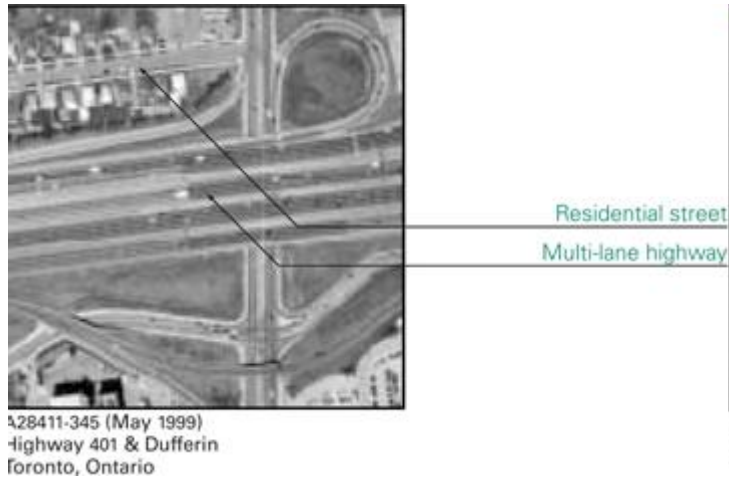 Residential street
Multi-lane highway
A28411-345 (May 1999)
Highway 401 & Dufferin
Toronto, Ontario